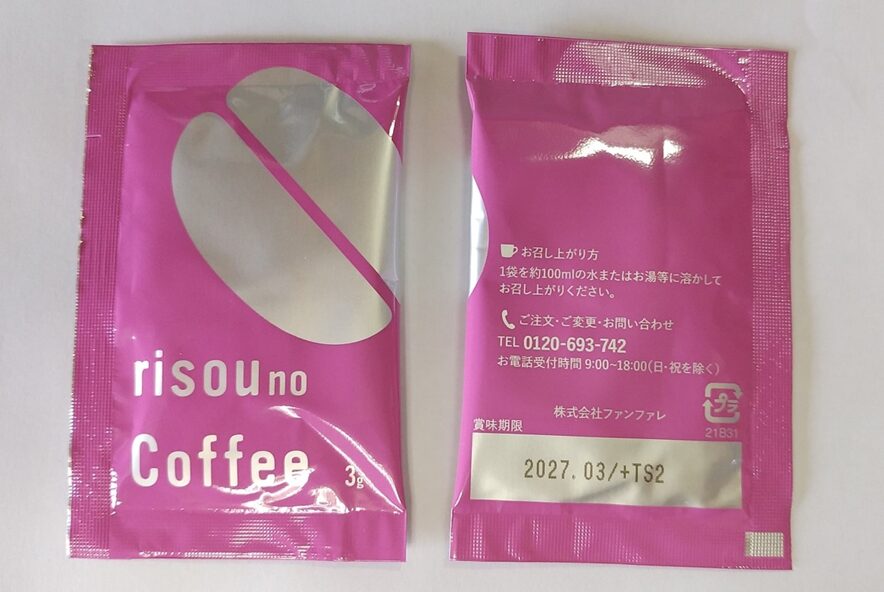 risou no
Coffee 3g
お召し上がり方
1袋を約100mlの水またはお湯等に溶かして
お召し上がりください。
ご注文・ご変更・お問い合わせ
TEL 0120-693-742
お電話受付時間 9:00~18:00(日・祝を除く)
株式会社ファンファレ
プラ
21B31
賞味期限
2027.03/+TS2